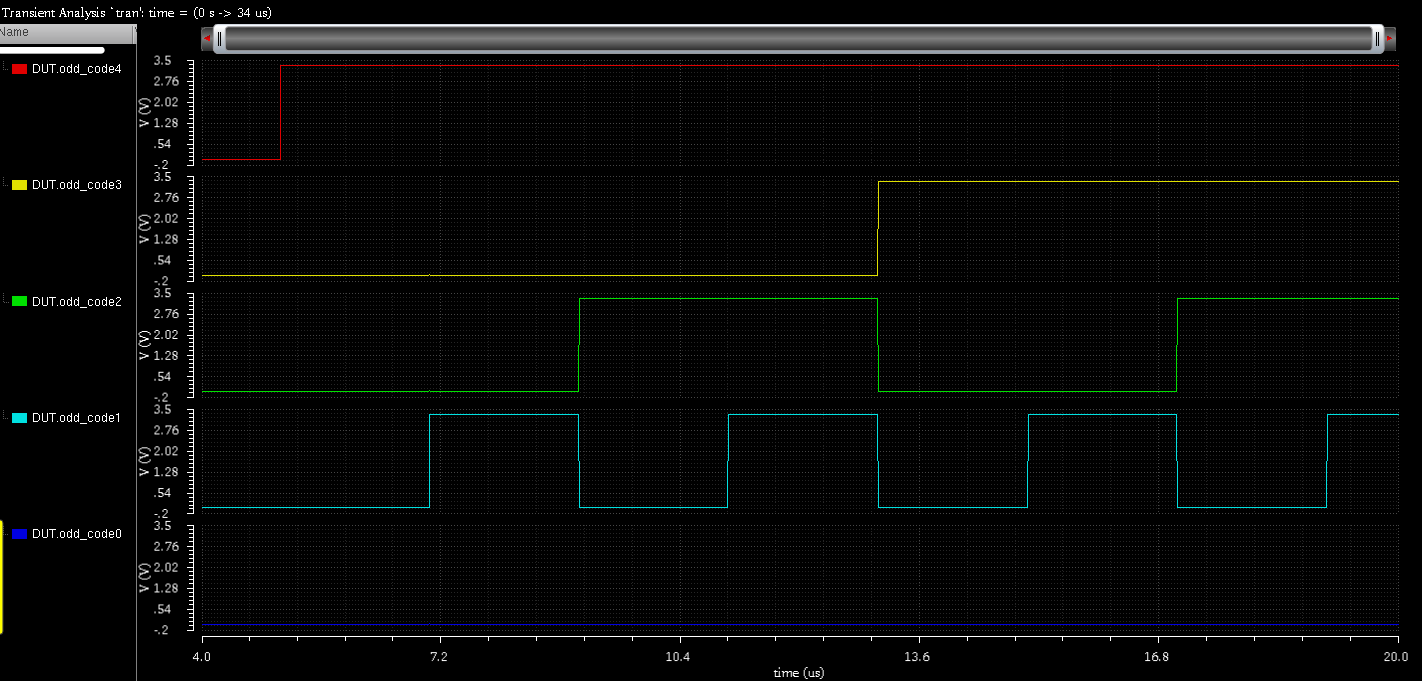 Transient Analysis `tran': time = (0 s -> 34 us)
Name
DUT.odd_code4
V (V)
3.5
2.76
2.02
1.28
.54
-.2
DUT.odd_code3
V (V)
3.5
2.76
2.02
1.28
.54
-.2
DUT.odd_code2
V (V)
3.5
2.76
2.02
1.28
.54
-.2
DUT.odd_code1
V (V)
3.5
2.76
2.02
1.28
.54
-.2
DUT.odd_code0
V (V)
3.5
2.76
2.02
1.28
.54
-.2
4.0 7.2 10.4 13.6 16.8 20.0
time (us)